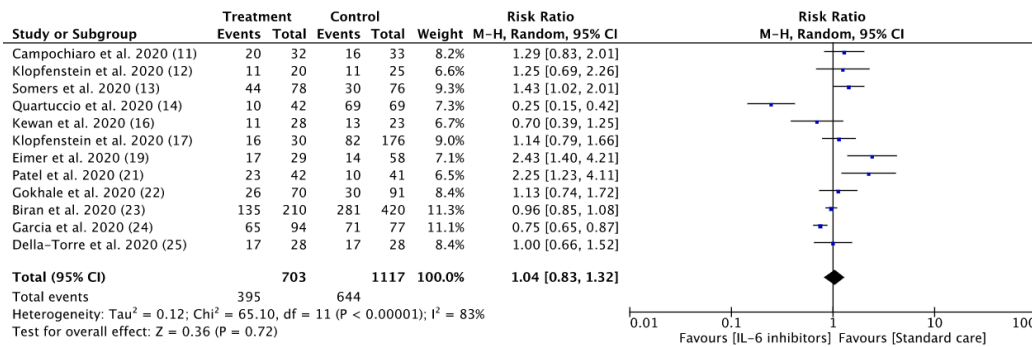 Treatment Control Risk Ratio Risk Ratio
Study or Subgroup Events Total Events Total Weight M-H, Random, 95% CI M-H, Random, 95% CI
Campochiaro et al. 2020 (11) 20 32 16 33 8.2% 1.29 [0.83, 2.01]
Klopfenstein et al. 2020 (12) 11 20 11 25 6.6% 1.25 [0.69, 2.26]
Somers et al. 2020 (13) 44 78 30 76 9.3% 1.43 [1.02, 2.01]
Quartuccio et al. 2020 (14) 10 42 69 69 7.3% 0.25 [0.15, 0.42]
Kewan et al. 2020 (16) 11 28 13 23 6.7% 0.70 [0.39, 1.25]
Klopfenstein et al. 2020 (17) 16 30 82 176 9.0% 1.14 [0.79, 1.66]
Eimer et al. 2020 (19) 17 29 14 58 7.1% 2.43 [1.40, 4.21]
Patel et al. 2020 (21) 23 42 10 41 6.5% 2.25 [1.23, 4.11]
Gokhale et al. 2020 (22) 26 70 30 91 8.4% 1.13 [0.74, 1.72]
Biran et al. 2020 (23) 135 210 281 420 11.3% 0.96 [0.85, 1.08]
Garcia et al. 2020 (24) 65 94 71 77 11.1% 0.75 [0.65, 0.87]
Della-Torre et al. 2020 (25) 17 28 17 28 8.4% 1.00 [0.66, 1.52]
Total (95% CI) 703 1117 100.0% 1.04 [0.83, 1.32]
Total events 395 644
Heterogeneity: Tau² = 0.12; Chi² = 65.10, df = 11 (P < 0.00001); I² = 83%
Test for overall effect: Z = 0.36 (P = 0.72)
0.01 0.1 1 10 100
Favours [IL-6 inhibitors] Favours [Standard care]